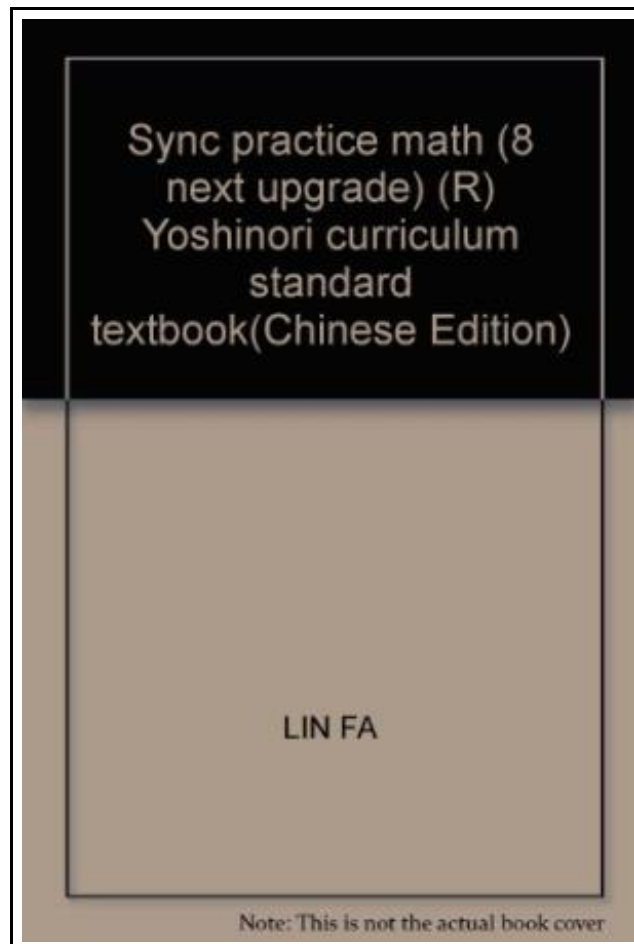 Sync practice math (8
next upgrade) (R)
Yoshinori curriculum
standard
textbook(Chinese Edition)
LIN FA
Note: This is not the actual book cover